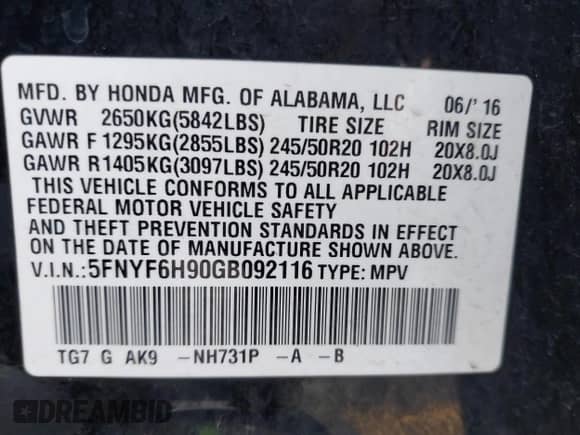 MFD. BY HONDA MFG. OF ALABAMA, LLC 06/'16
GVWR 2650KG(5842LBS) TIRE SIZE RIM SIZE
GAWR F 1295KG(2855LBS) 245/50R20 102H 20X8.0J
GAWR R 1405KG(3097LBS) 245/50R20 102H 20X8.0J
THIS VEHICLE CONFORMS TO ALL APPLICABLE
FEDERAL MOTOR VEHICLE SAFETY
AND THEFT PREVENTION STANDARDS IN EFFECT
ON THE DATE OF MANUFACTURE SHOWN ABOVE.
V.I.N.:5FNYF6H90GB092116 TYPE: MPV
TG7 G AK9 -NH731P -A -B
DREAMBID